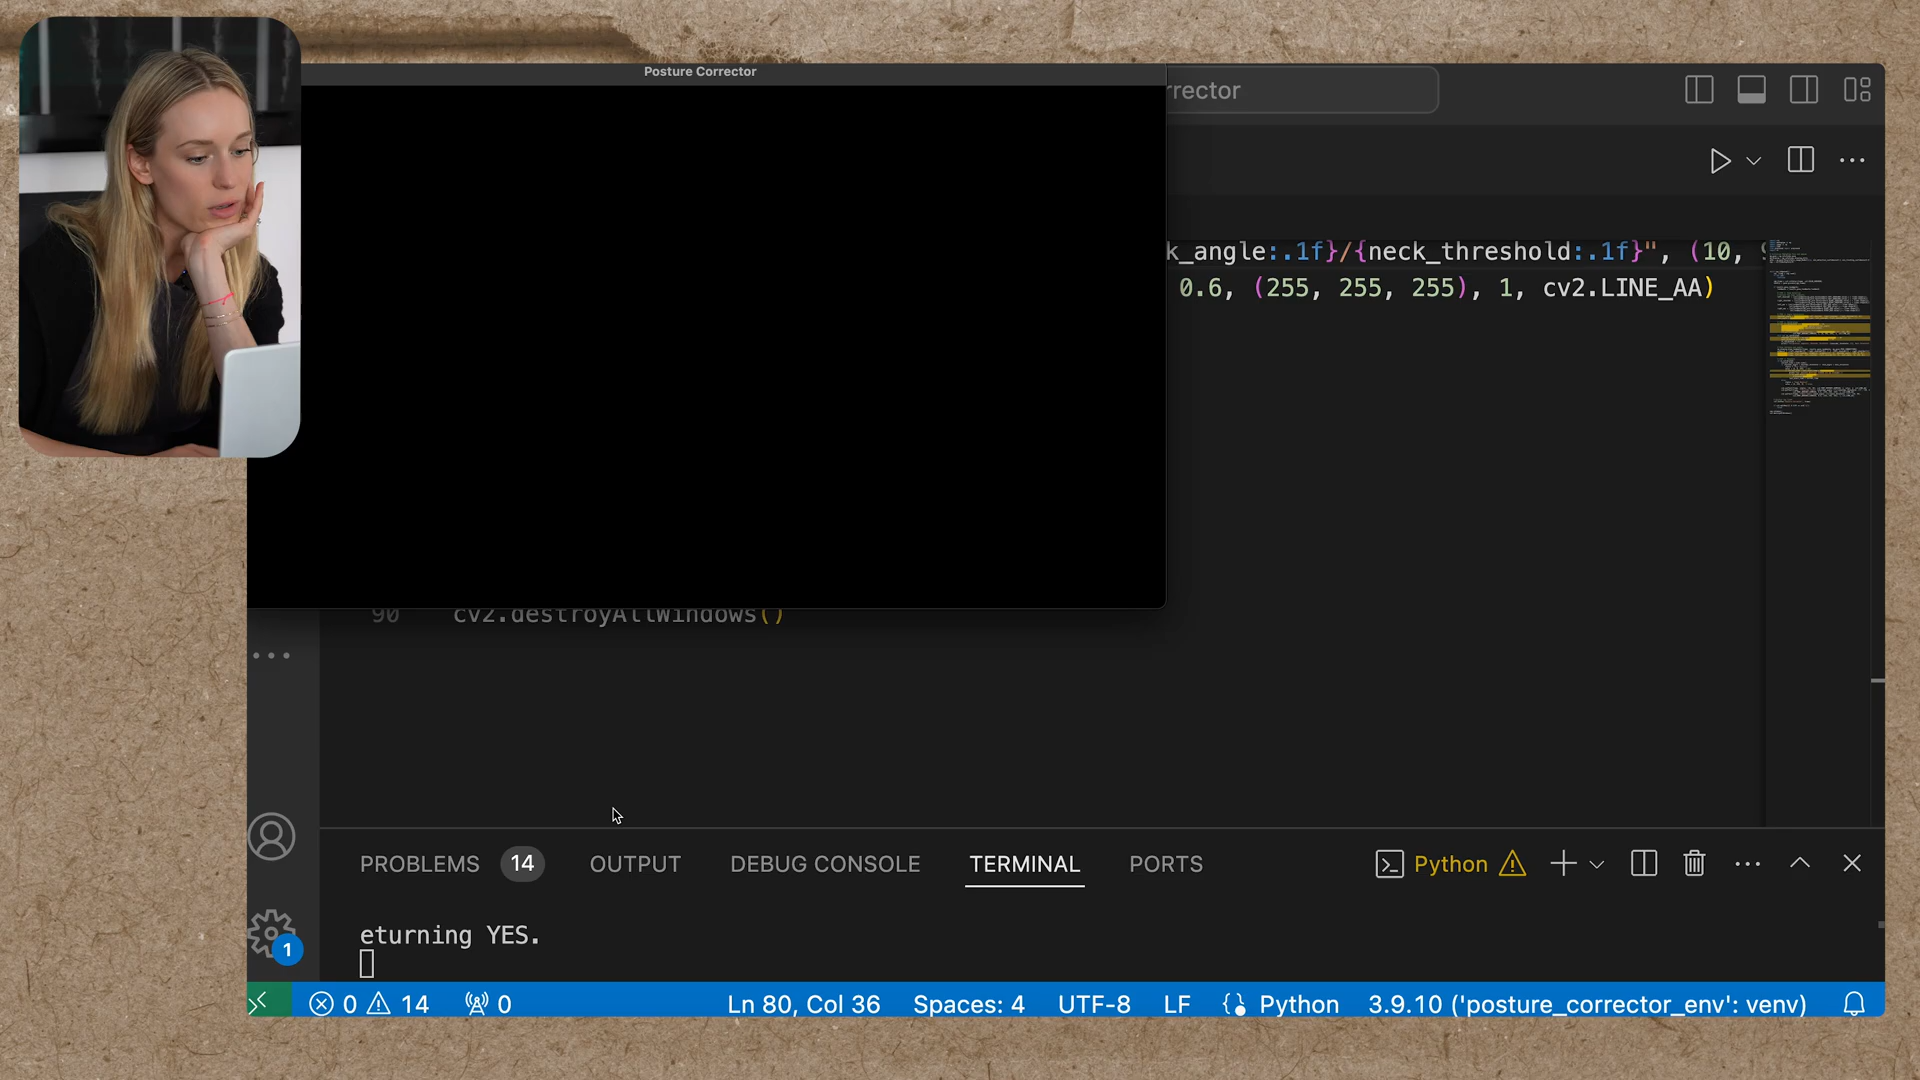 Posture Corrector
rrector
k_angle:.1f}/{neck_threshold:.1f}", (10,
0.6, (255, 255, 255), 1, cv2.LINE_AA)
90 cv2.destroyAllWindows()
PROBLEMS 14 OUTPUT DEBUG CONSOLE TERMINAL PORTS Python
eturning YES.
1
0 14 0 Ln 80, Col 36 Spaces: 4 UTF-8 LF Python 3.9.10 ('posture_corrector_env': venv)